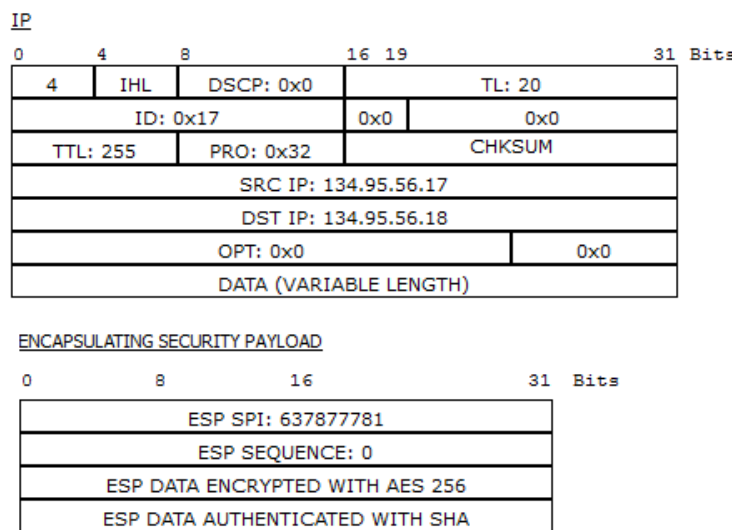 IP
0 4 8 16 19 31 Bits
4 IHL DSCP: 0x0 TL: 20
ID: 0x17 0x0 0x0
TTL: 255 PRO: 0x32 CHKSUM
SRC IP: 134.95.56.17
DST IP: 134.95.56.18
OPT: 0x0 0x0
DATA (VARIABLE LENGTH)
ENCAPSULATING SECURITY PAYLOAD
0 8 16 31 Bits
ESP SPI: 637877781
ESP SEQUENCE: 0
ESP DATA ENCRYPTED WITH AES 256
ESP DATA AUTHENTICATED WITH SHA